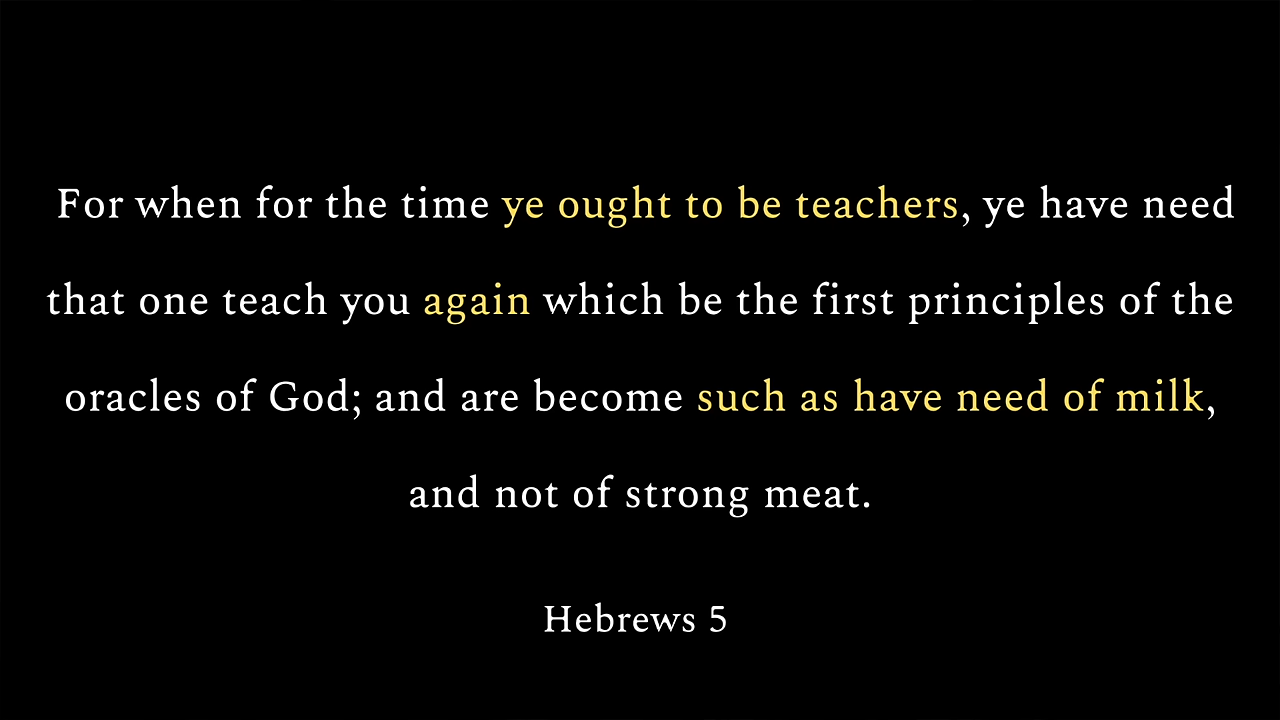 For when for the time ye ought to be teachers, ye have need
that one teach you again which be the first principles of the
oracles of God; and are become such as have need of milk,
and not of strong meat.
Hebrews 5